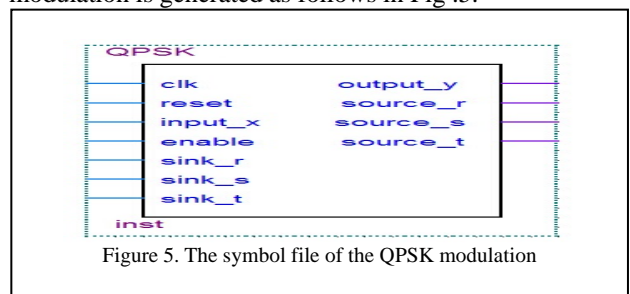 modulation is generated as follows in Fig .5.
QPSK
clk output_y
reset source_r
input_x source_s
enable source_t
sink_r
sink_s
sink_t
inst
Figure 5. The symbol file of the QPSK modulation